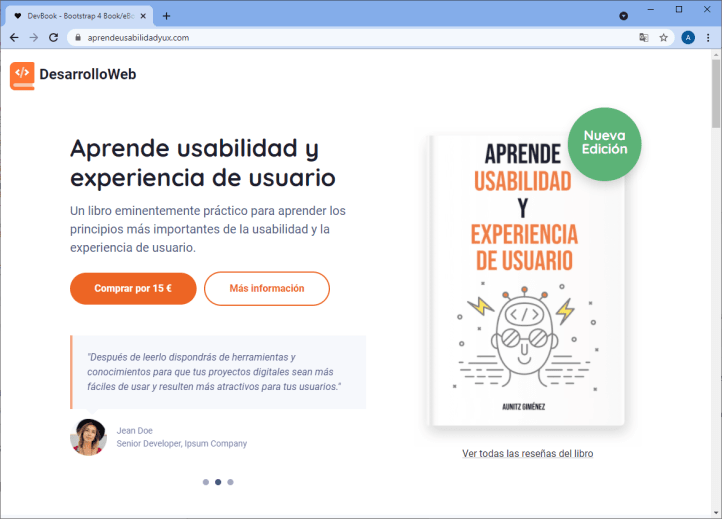 DevBook - Bootstrap 4 Book/eBo
aprendeusabilidadyux.com
A
</>
DesarrolloWeb
Aprende usabilidad y
experiencia de usuario
Un libro eminentemente práctico para aprender los
principios más importantes de la usabilidad y la
experiencia de usuario.
Comprar por 15 €
Más información
"Después de leerlo dispondrás de herramientas y
conocimientos para que tus proyectos digitales sean más
fáciles de usar y resulten más atractivos para tus usuarios."
Jean Doe
Senior Developer, Ipsum Company
Nueva
Edición
APRENDE
USABILIDAD
Y
EXPERIENCIA
DE USUARIO
</>
AUNITZ GIMÉNEZ
Ver todas las reseñas del libro